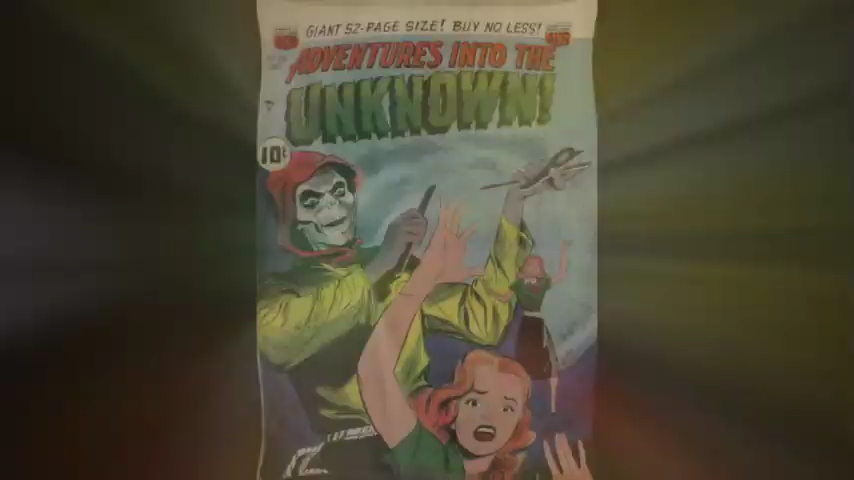 GIANT 52-PAGE SIZE! BUY NO LESS!
ADVENTURES INTO THE
UNKNOWN!
10¢